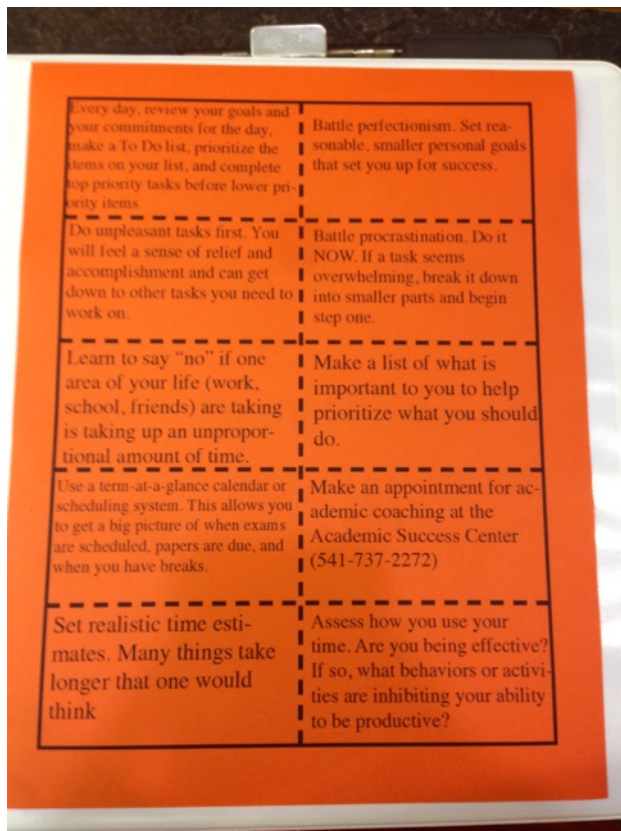 Every day, review your goals and
your commitments for the day,
make a To Do list, prioritize the
items on your list, and complete
top priority tasks before lower pri-
ority items
Battle perfectionism. Set rea-
sonable, smaller personal goals
that set you up for success.
Do unpleasant tasks first. You
will feel a sense of relief and
accomplishment and can get
down to other tasks you need to
work on.
Battle procrastination. Do it
NOW. If a task seems
overwhelming, break it down
into smaller parts and begin
step one.
Learn to say “no” if one
area of your life (work,
school, friends) are taking
is taking up an unpropor-
tional amount of time.
Make a list of what is
important to you to help
prioritize what you should
do.
Use a term-at-a-glance calendar or
scheduling system. This allows you
to get a big picture of when exams
are scheduled, papers are due, and
when you have breaks.
Make an appointment for ac-
ademic coaching at the
Academic Success Center
(541-737-2272)
Set realistic time esti-
mates. Many things take
longer that one would
think
Assess how you use your
time. Are you being effective?
If so, what behaviors or activi-
ties are inhibiting your ability
to be productive?